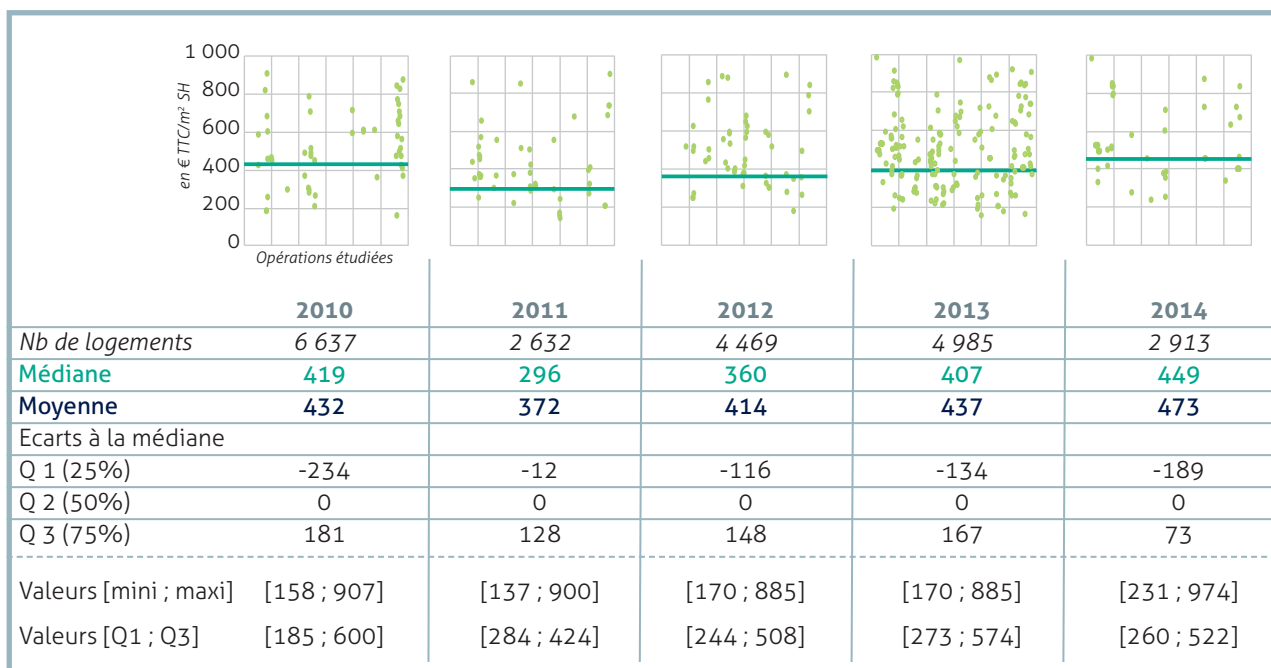 1 000
800
600
400
200
0
en € TTC/m² SH
Opérations étudiées
2010 2011 2012 2013 2014
Nb de logements 6 637 2 632 4 469 4 985 2 913
Médiane 419 296 360 407 449
Moyenne 432 372 414 437 473
Ecarts à la médiane
Q 1 (25%) -234 -12 -116 -134 -189
Q 2 (50%) 0 0 0 0 0
Q 3 (75%) 181 128 148 167 73
Valeurs [mini ; maxi] [158 ; 907] [137 ; 900] [170 ; 885] [170 ; 885] [231 ; 974]
Valeurs [Q1 ; Q3] [185 ; 600] [284 ; 424] [244 ; 508] [273 ; 574] [260 ; 522]